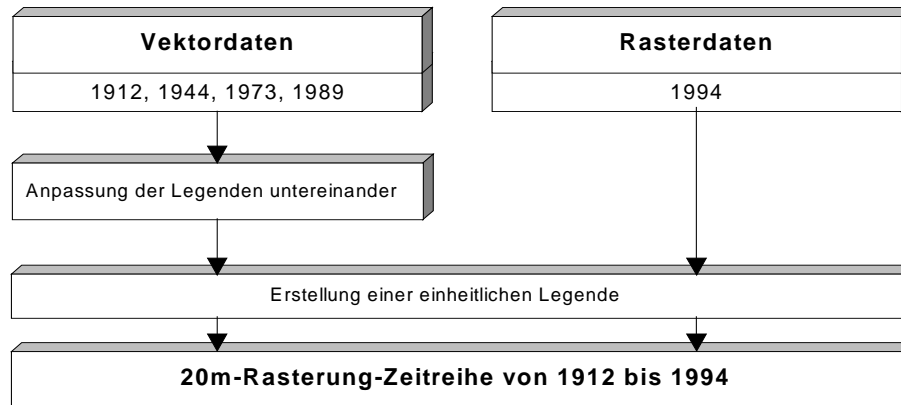 Vektordaten
1912, 1944, 1973, 1989
Rasterdaten
1994
Anpassung der Legenden untereinander
Erstellung einer einheitlichen Legende
20m-Rasterung-Zeitreihe von 1912 bis 1994